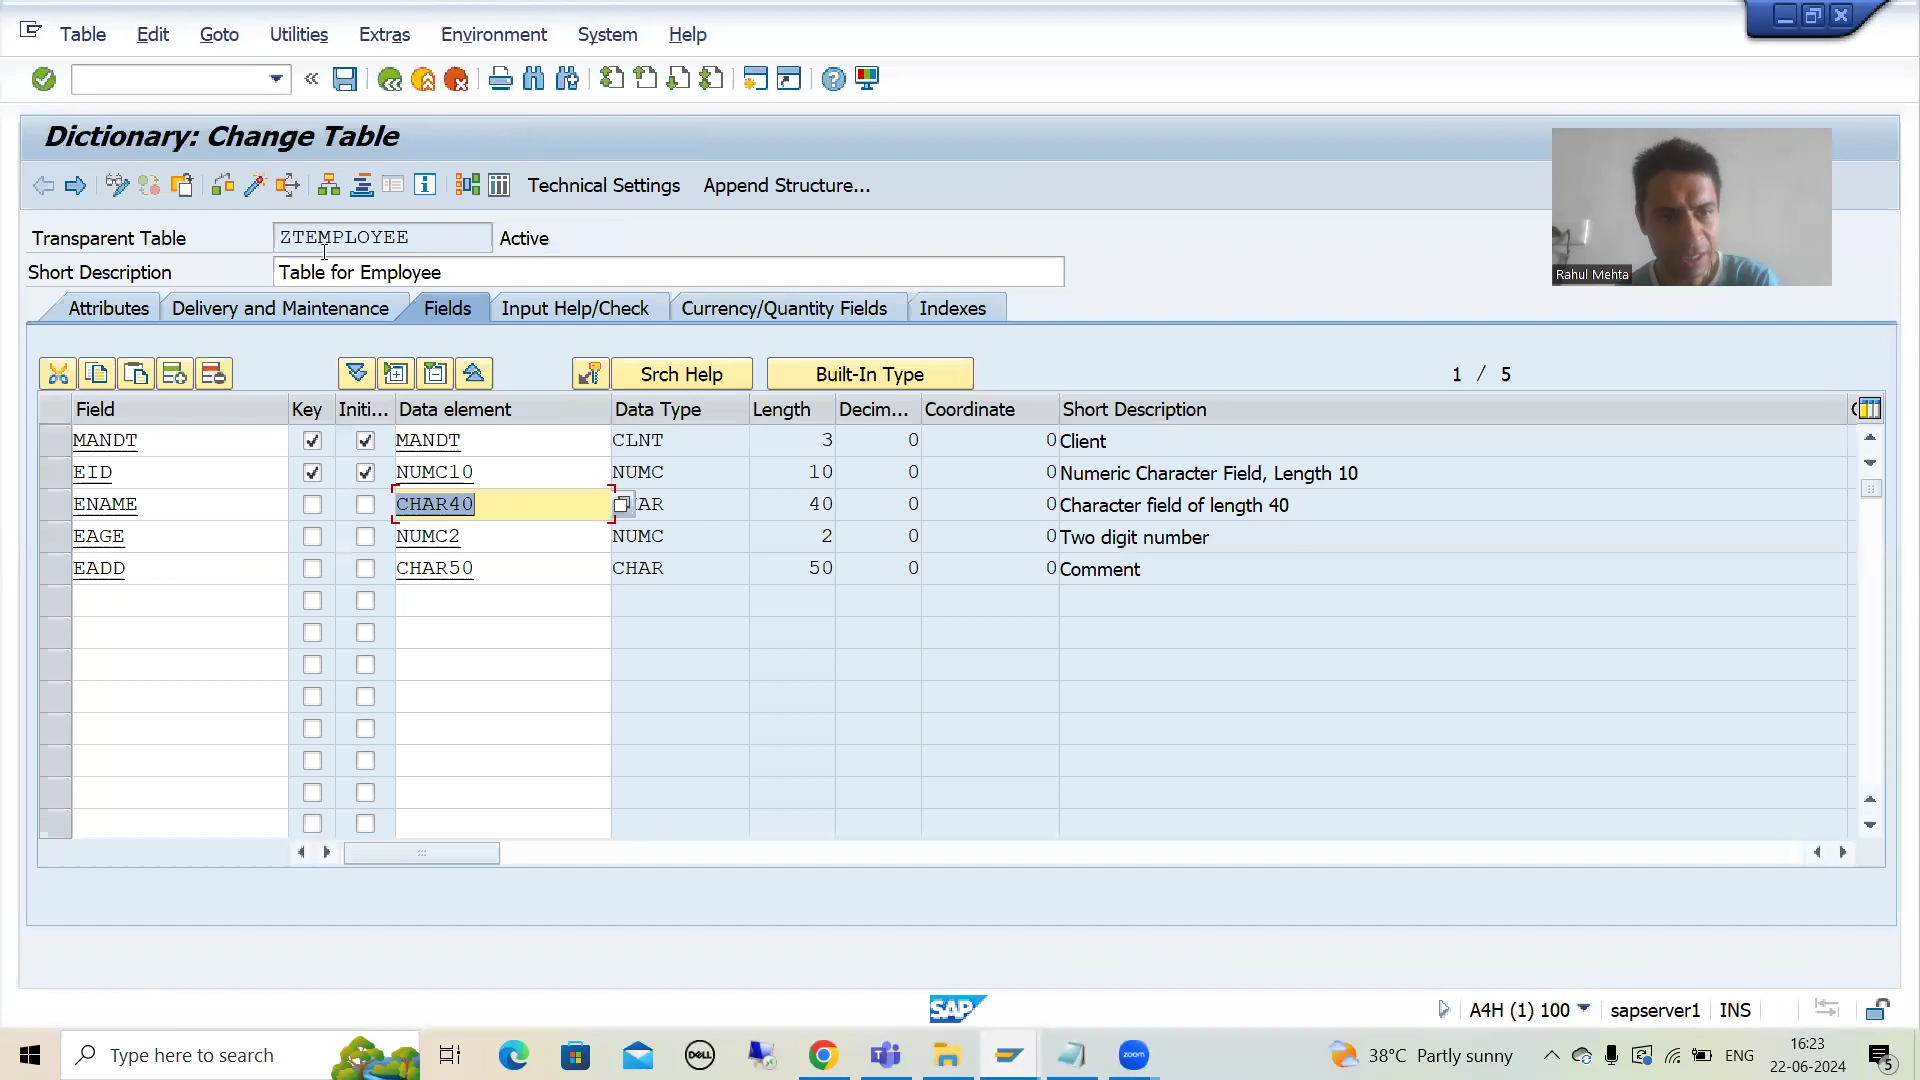 Table Edit Goto Utilities Extras Environment System Help
Dictionary: Change Table
Technical Settings Append Structure...
Transparent Table ZTEMPLOYEE Active
Short Description Table for Employee
Rahul Mehta
Attributes Delivery and Maintenance Fields Input Help/Check Currency/Quantity Fields Indexes
Srch Help Built-In Type 1 / 5
Field Key Initi... Data element Data Type Length Decim... Coordinate Short Description
MANDT MANDT CLNT 3 0 0 Client
EID NUMC10 NUMC 10 0 0 Numeric Character Field, Length 10
ENAME CHAR40 AR 40 0 0 Character field of length 40
EAGE NUMC2 NUMC 2 0 0 Two digit number
EADD CHAR50 CHAR 50 0 0 Comment
SAP A4H (1) 100 sapserver1 INS
Type here to search DELL zoom 38°C Partly sunny ENG 16:23
22-06-2024 5